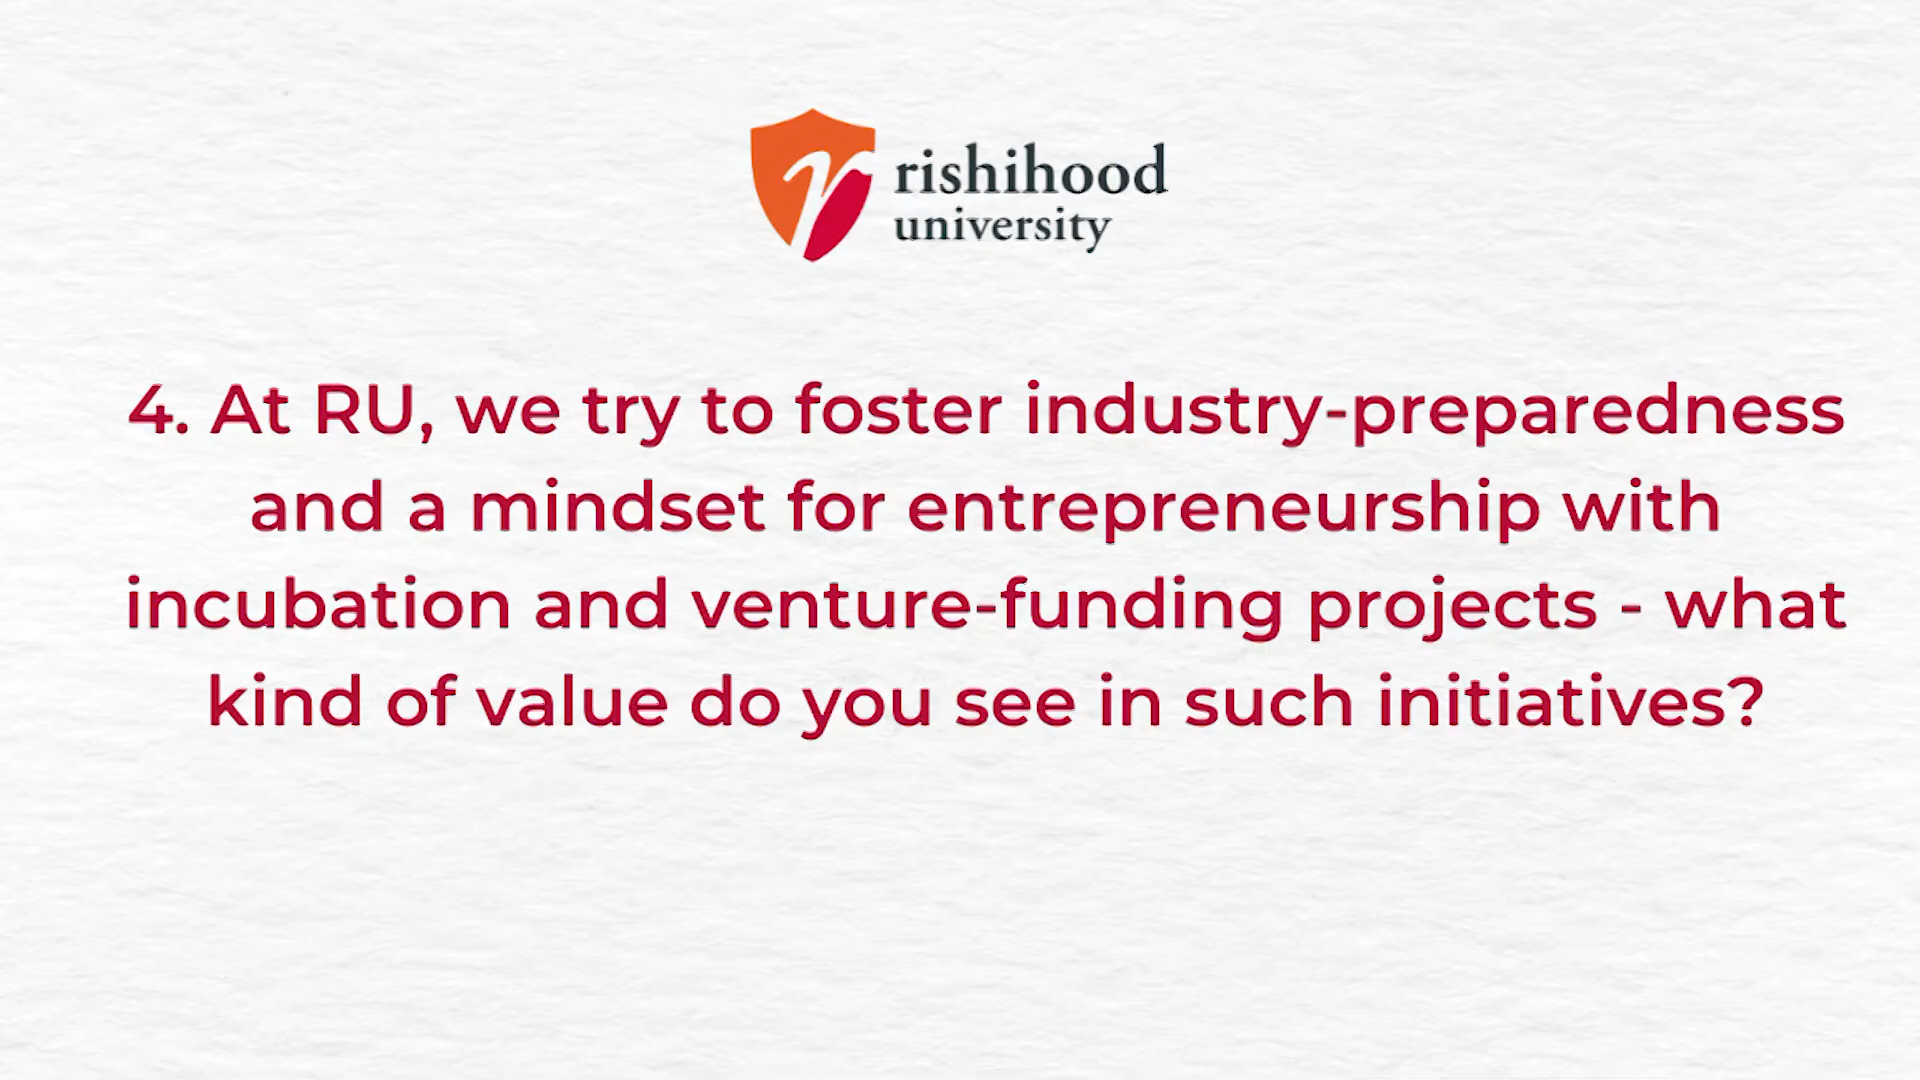 rishihood
university
4. At RU, we try to foster industry-preparedness
and a mindset for entrepreneurship with
incubation and venture-funding projects - what
kind of value do you see in such initiatives?